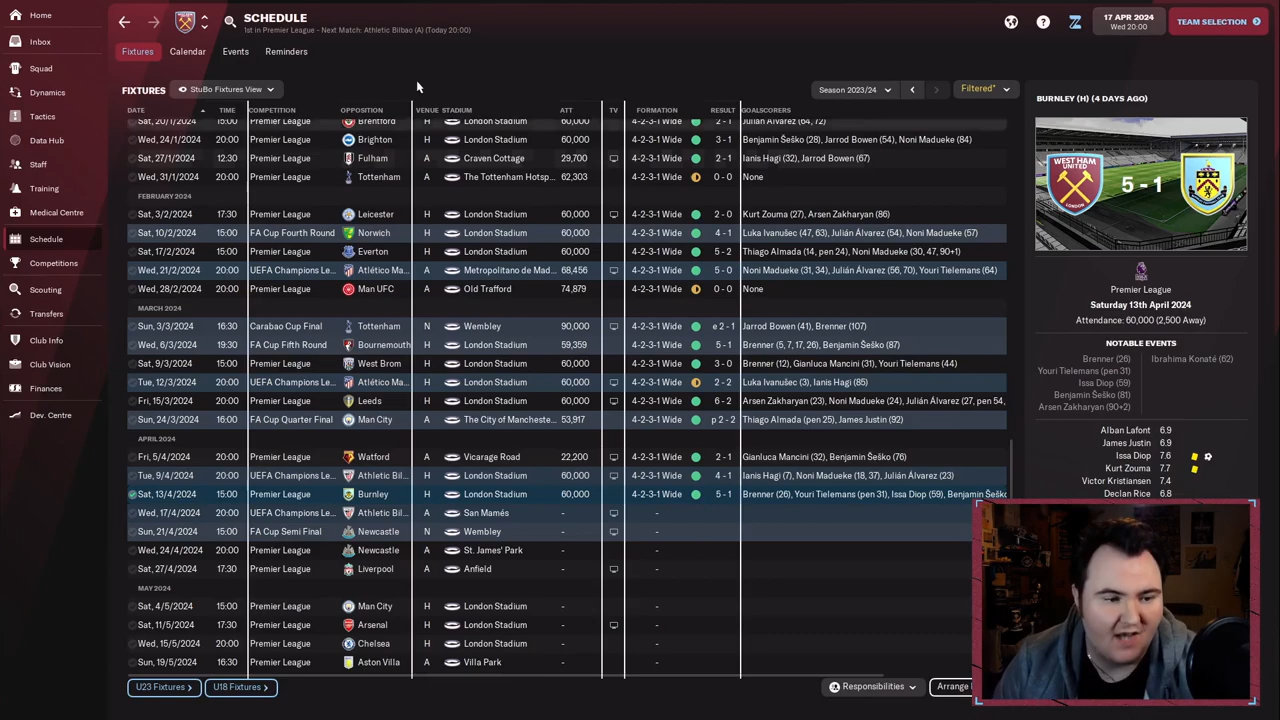 Home
Inbox
Squad
Dynamics
Tactics
Data Hub
Staff
Training
Medical Centre
Schedule
Competitions
Scouting
Transfers
Club Info
Club Vision
Finances
Dev. Centre
SCHEDULE
1st in Premier League - Next Match: Athletic Bilbao (A) (Today 20:00)
17 APR 2024
Wed 20:00
TEAM SELECTION
Fixtures Calendar Events Reminders
FIXTURES StuBo Fixtures View Season 2023/24 Filtered*
DATE TIME COMPETITION OPPOSITION VENUE STADIUM ATT TV FORMATION RESULT GOALSCORERS
Sat, 20/1/2024 15:00 Premier League Brentford H London Stadium 60,000 4-2-3-1 Wide 2 - 1 Julián Álvarez (64, 72)
Wed, 24/1/2024 20:00 Premier League Brighton H London Stadium 60,000 4-2-3-1 Wide 3 - 1 Benjamin Šeško (28), Jarrod Bowen (54), Noni Madueke (84)
Sat, 27/1/2024 12:30 Premier League Fulham A Craven Cottage 29,700 4-2-3-1 Wide 2 - 1 Ianis Hagi (32), Jarrod Bowen (67)
Wed, 31/1/2024 20:00 Premier League Tottenham A The Tottenham Hotsp... 62,303 4-2-3-1 Wide 0 - 0 None
FEBRUARY 2024
Sat, 3/2/2024 17:30 Premier League Leicester H London Stadium 60,000 4-2-3-1 Wide 2 - 0 Kurt Zouma (27), Arsen Zakharyan (86)
Sat, 10/2/2024 15:00 FA Cup Fourth Round Norwich H London Stadium 60,000 4-2-3-1 Wide 4 - 1 Luka Ivanušec (47, 63), Julián Álvarez (54), Noni Madueke (57)
Sat, 17/2/2024 15:00 Premier League Everton H London Stadium 60,000 4-2-3-1 Wide 5 - 2 Thiago Almada (14, pen 24), Noni Madueke (30, 47, 90+1)
Wed, 21/2/2024 20:00 UEFA Champions Le... Atlético Ma... A Metropolitano de Mad... 68,456 4-2-3-1 Wide 5 - 0 Noni Madueke (31, 34), Julián Álvarez (56, 70), Youri Tielemans (64)
Wed, 28/2/2024 20:00 Premier League Man UFC A Old Trafford 74,879 4-2-3-1 Wide 0 - 0 None
MARCH 2024
Sun, 3/3/2024 16:30 Carabao Cup Final Tottenham N Wembley 90,000 4-2-3-1 Wide e 2 - 1 Jarrod Bowen (41), Brenner (107)
Wed, 6/3/2024 19:30 FA Cup Fifth Round Bournemouth H London Stadium 59,359 4-2-3-1 Wide 5 - 1 Brenner (5, 7, 17, 26), Benjamin Šeško (87)
Sat, 9/3/2024 15:00 Premier League West Brom H London Stadium 60,000 4-2-3-1 Wide 3 - 0 Brenner (12), Gianluca Mancini (31), Youri Tielemans (44)
Tue, 12/3/2024 20:00 UEFA Champions Le... Atlético Ma... H London Stadium 60,000 4-2-3-1 Wide 2 - 2 Luka Ivanušec (3), Ianis Hagi (85)
Fri, 15/3/2024 20:00 Premier League Leeds H London Stadium 60,000 4-2-3-1 Wide 6 - 2 Arsen Zakharyan (23), Noni Madueke (24), Julián Álvarez (27, pen 54,
Sun, 24/3/2024 16:00 FA Cup Quarter Final Man City A The City of Mancheste... 53,917 4-2-3-1 Wide p 2 - 2 Thiago Almada (pen 25), James Justin (92)
APRIL 2024
Fri, 5/4/2024 20:00 Premier League Watford A Vicarage Road 22,200 4-2-3-1 Wide 2 - 1 Gianluca Mancini (32), Benjamin Šeško (76)
Tue, 9/4/2024 20:00 UEFA Champions Le... Athletic Bil... H London Stadium 60,000 4-2-3-1 Wide 4 - 1 Ianis Hagi (7), Noni Madueke (18, 37), Julián Álvarez (23)
Sat, 13/4/2024 15:00 Premier League Burnley H London Stadium 60,000 4-2-3-1 Wide 5 - 1 Brenner (26), Youri Tielemans (pen 31), Issa Diop (59), Benjamin Šeško
Wed, 17/4/2024 20:00 UEFA Champions Le... Athletic Bil... A San Mamés - -
Sun, 21/4/2024 15:00 FA Cup Semi Final Newcastle N Wembley - -
Wed, 24/4/2024 20:00 Premier League Newcastle A St. James' Park - -
Sat, 27/4/2024 17:30 Premier League Liverpool A Anfield - -
MAY 2024
Sat, 4/5/2024 15:00 Premier League Man City H London Stadium - -
Sat, 11/5/2024 17:30 Premier League Arsenal H London Stadium - -
Wed, 15/5/2024 20:00 Premier League Chelsea H London Stadium - -
Sun, 19/5/2024 16:30 Premier League Aston Villa A Villa Park - -
U23 Fixtures U18 Fixtures Responsibilities Arrange
BURNLEY (H) (4 DAYS AGO)
WEST HAM
UNITED
LONDON
5 - 1
Premier League
Saturday 13th April 2024
Attendance: 60,000 (2,500 Away)
NOTABLE EVENTS
Brenner (26) Ibrahima Konaté (62)
Youri Tielemans (pen 31)
Issa Diop (59)
Benjamin Šeško (81)
Arsen Zakharyan (90+2)
Alban Lafont 6.9
James Justin 6.9
Issa Diop 7.6
Kurt Zouma 7.7
Victor Kristiansen 7.4
Declan Rice 6.8